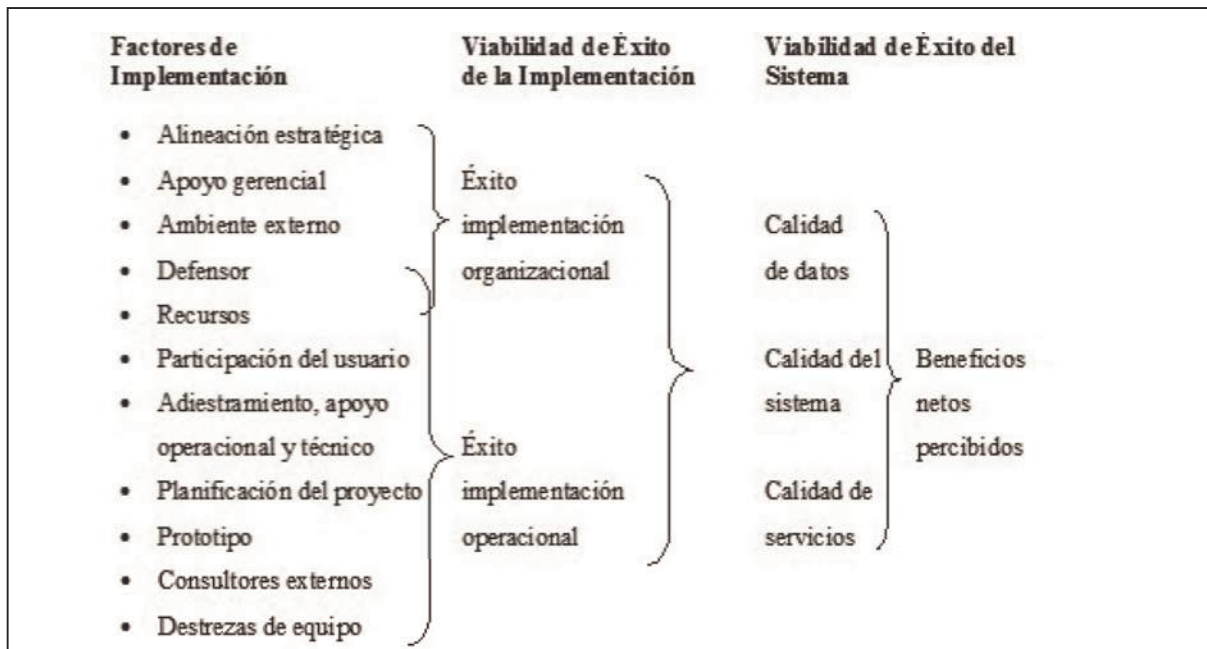 Factores de
Implementación
• Alineación estratégica
• Apoyo gerencial
• Ambiente externo
• Defensor
• Recursos
• Participación del usuario
• Adiestramiento, apoyo
operacional y técnico
• Planificación del proyecto
• Prototipo
• Consultores externos
• Destrezas de equipo
Viabilidad de Éxito
de la Implementación
Éxito
implementación
organizacional
Éxito
implementación
operacional
Viabilidad de Éxito del
Sistema
Calidad
de datos
Calidad del
sistema
Calidad de
servicios
Beneficios
netos
percibidos